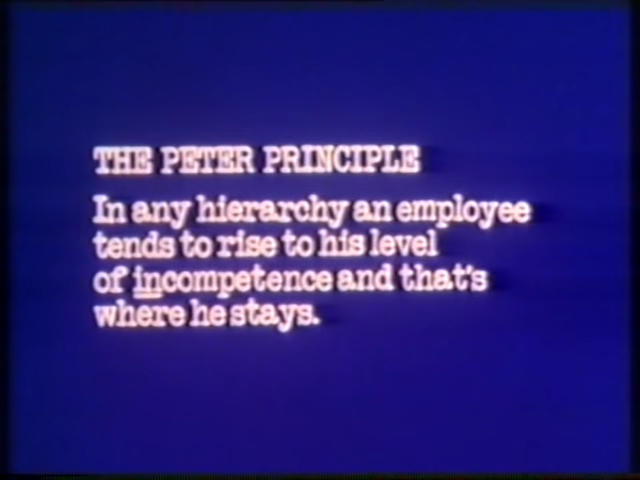 THE PETER PRINCIPLE
In any hierarchy an employee
tends to rise to his level
of incompetence and that's
where he stays.